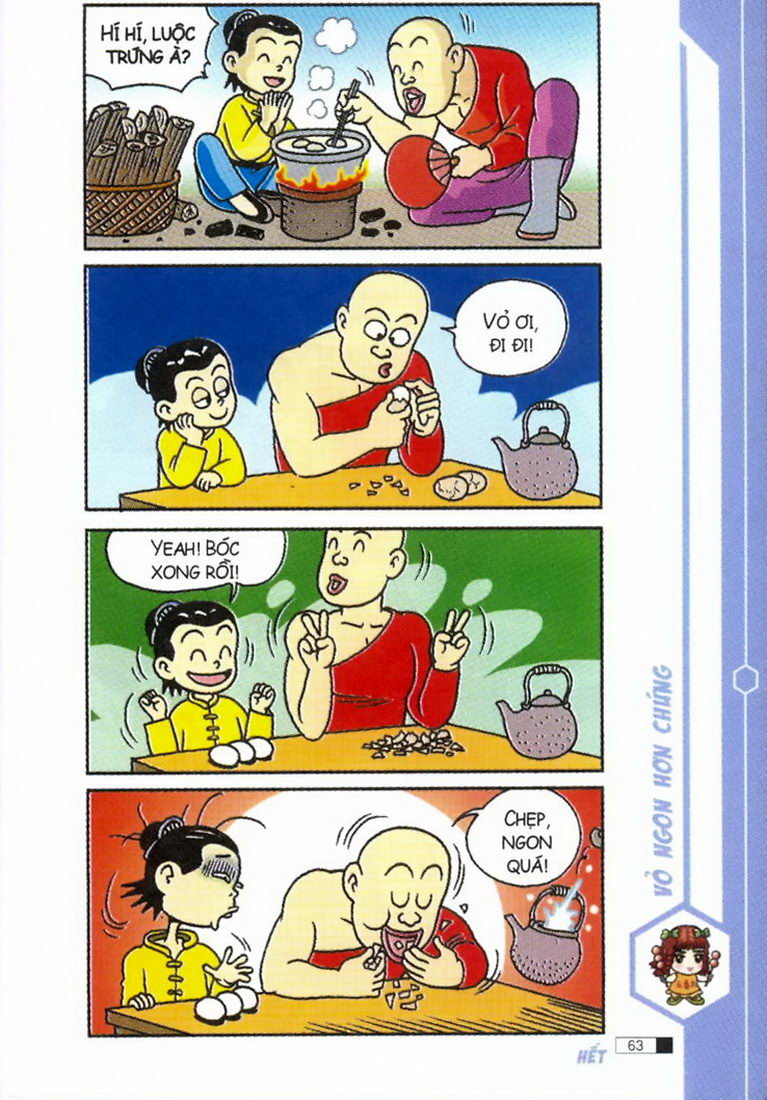 HÍ HÍ, LUỘC
TRỨNG À?
VỎ ƠI,
ĐI ĐI!
YEAH! BÓC
XONG RỒI!
CHẸP,
NGON
QUÁ!
VỎ NGON HƠN CHÚNG
HẾT
63